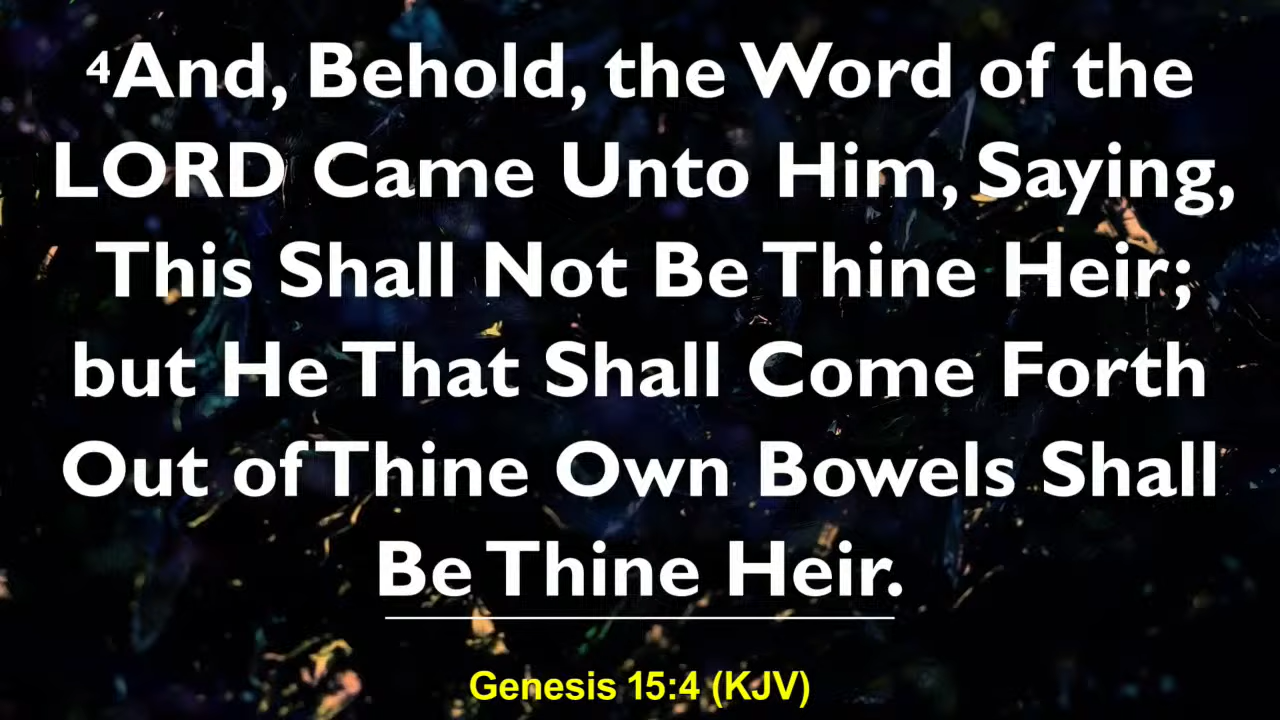 ⁴And, Behold, the Word of the
LORD Came Unto Him, Saying,
This Shall Not Be Thine Heir;
but He That Shall Come Forth
Out of Thine Own Bowels Shall
Be Thine Heir.
Genesis 15:4 (KJV)